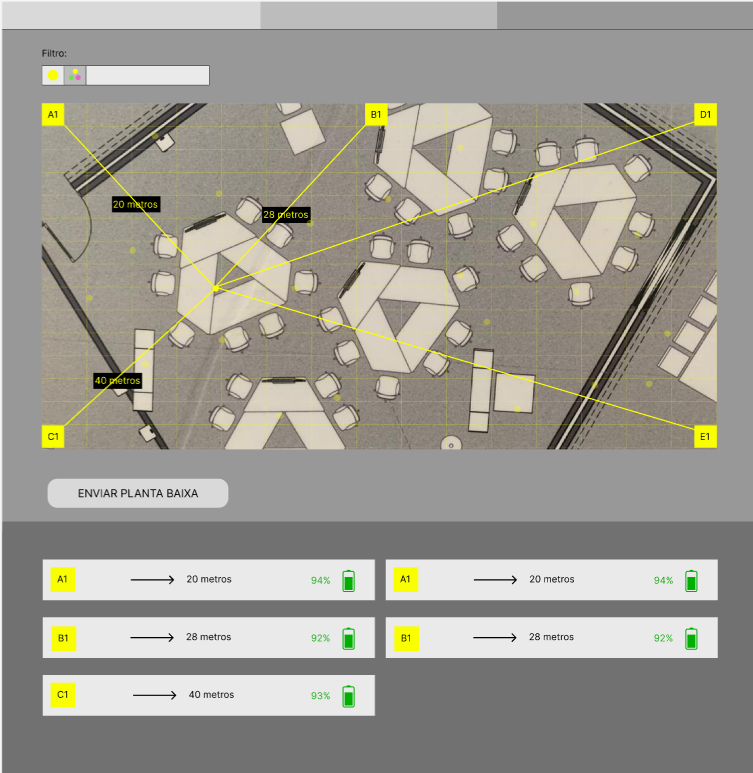 Filtro:
A1
B1
D1
20 metros
28 metros
40 metros
C1
E1
ENVIAR PLANTA BAIXA
A1 20 metros 94%
A1 20 metros 94%
B1 28 metros 92%
B1 28 metros 92%
C1 40 metros 93%